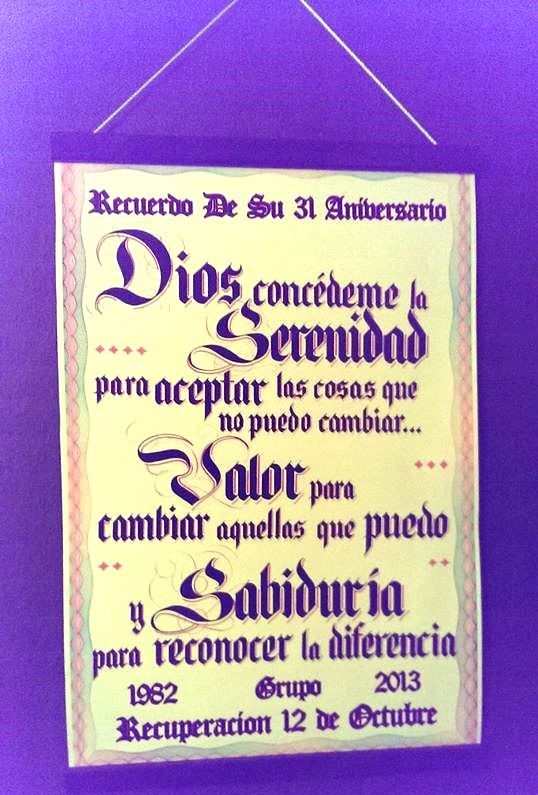 Recuerdo De Su 31 Aniversario
Dios concédeme la
Serenidad
para aceptar las cosas que
no puedo cambiar...
Valor para
cambiar aquellas que puedo
y Sabiduría
para reconocer la diferencia
1982 Grupo 2013
Recuperacion 12 de Octubre